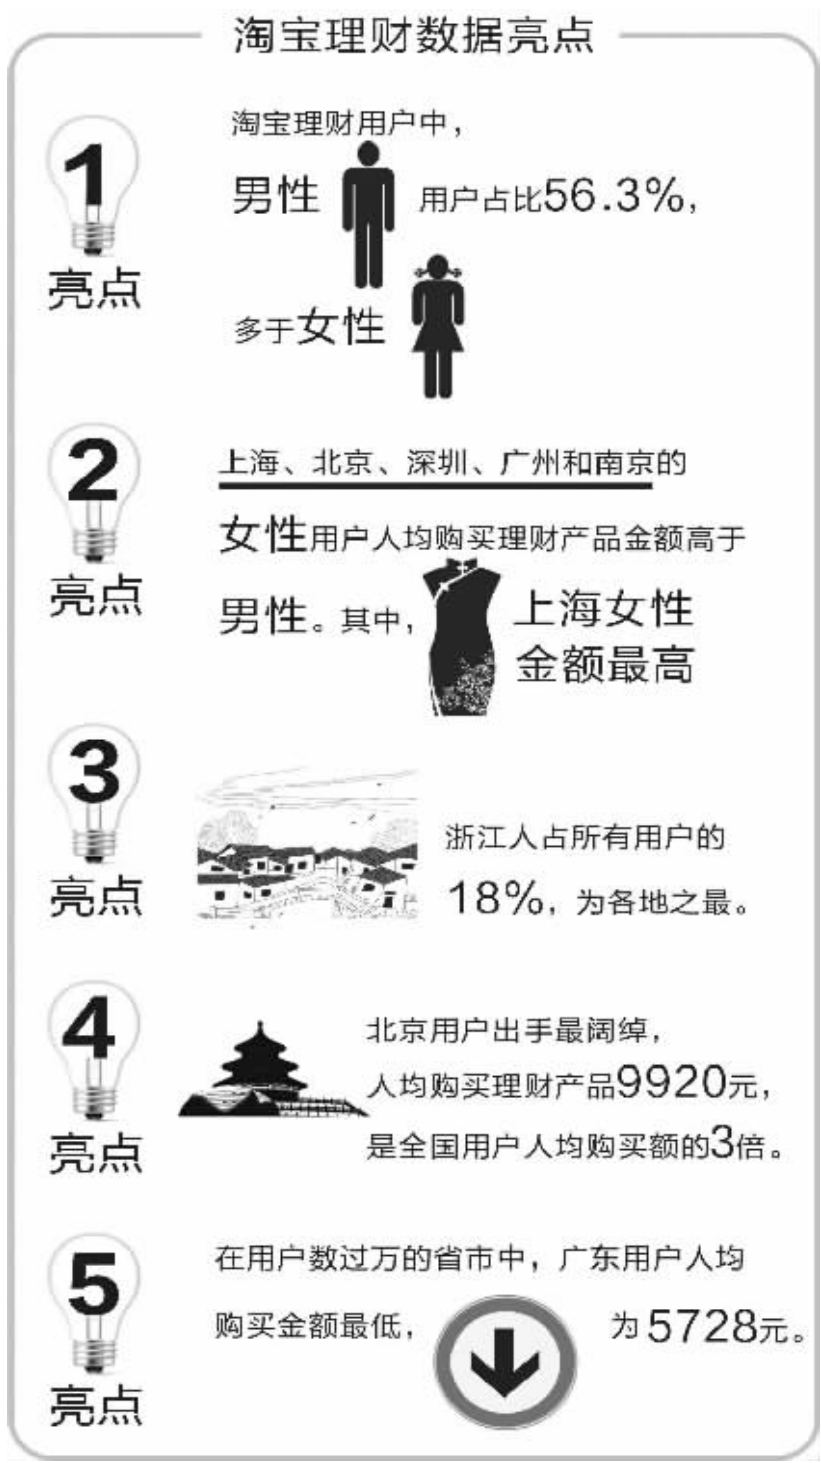 淘宝理财数据亮点
1
亮点
淘宝理财用户中，
男性 用户占比56.3%，
多于女性
2
亮点
上海、北京、深圳、广州和南京的
女性用户人均购买理财产品金额高于
男性。其中，上海女性
金额最高
3
亮点
浙江人占所有用户的
18%，为各地之最。
4
亮点
北京用户出手最阔绰，
人均购买理财产品9920元，
是全国用户人均购买额的3倍。
5
亮点
在用户数过万的省市中，广东用户人均
购买金额最低， 为5728元。